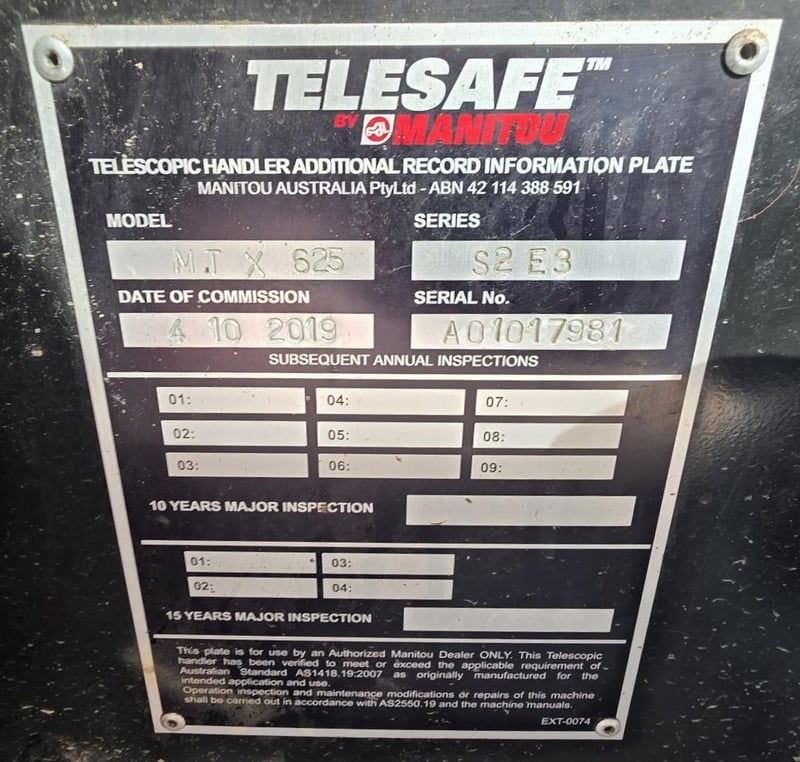 TELESAFE™
BY MANITOU
TELESCOPIC HANDLER ADDITIONAL RECORD INFORMATION PLATE
MANITOU AUSTRALIA PtyLtd - ABN 42 114 388 591
MODEL SERIES
MT X 625 S2 E3
DATE OF COMMISSION SERIAL No.
4 10 2019 A01017981
SUBSEQUENT ANNUAL INSPECTIONS
01: 04: 07:
02: 05: 08:
03: 06: 09:
10 YEARS MAJOR INSPECTION
01: 03:
02: 04:
15 YEARS MAJOR INSPECTION
This plate is for use by an Authorized Manitou Dealer ONLY. This Telescopic
handler has been verified to meet or exceed the applicable requirement of
Australian Standard AS1418.19:2007 as originally manufactured for the
intended application and use.
Operation inspection and maintenance modifications or repairs of this machine
shall be carried out in accordance with AS2550.19 and the machine manuals.
EXT-0074